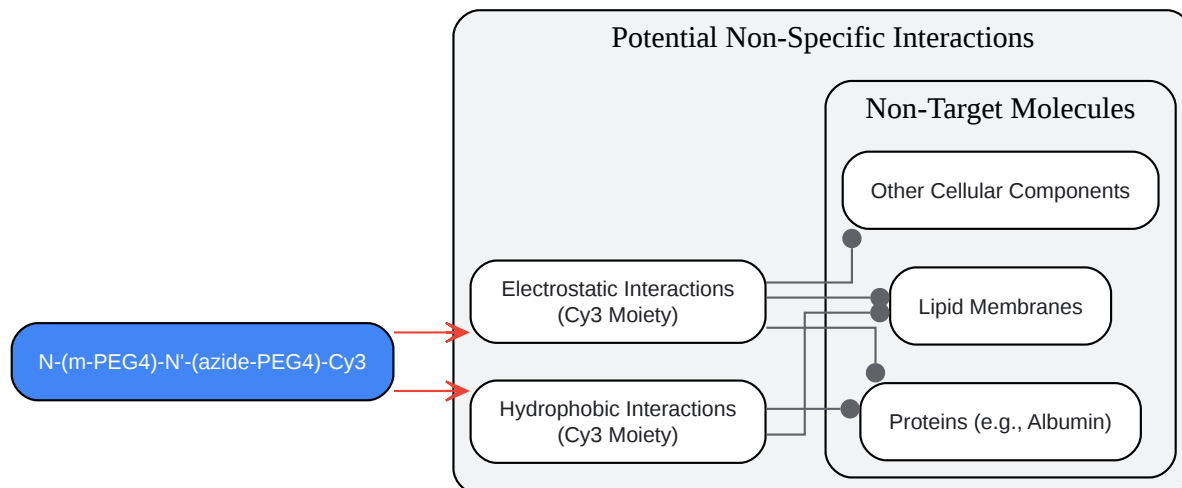 Potential Non-Specific Interactions
Non-Target Molecules
Other Cellular Components
Electrostatic Interactions
(Cy3 Moiety)
Lipid Membranes
N-(m-PEG4)-N'-(azide-PEG4)-Cy3
Hydrophobic Interactions
(Cy3 Moiety)
Proteins (e.g., Albumin)